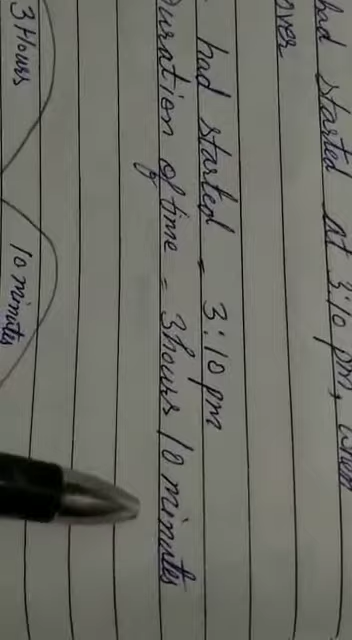 had started at 3:10 pm, when
over
had started = 3:10 pm
Duration of time = 3 hours 10 minutes
3 Hours 10 minutes